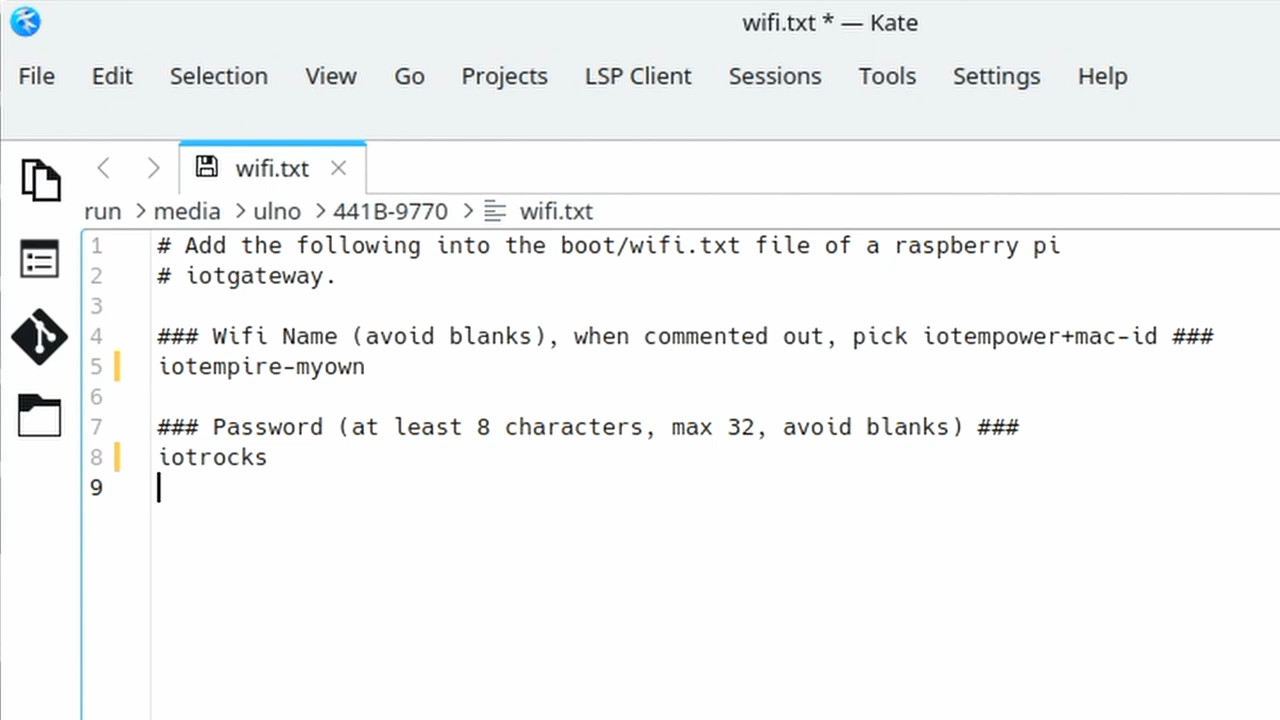 wifi.txt * — Kate
File Edit Selection View Go Projects LSP Client Sessions Tools Settings Help
wifi.txt
run media ulno 441B-9770 wifi.txt
1 # Add the following into the boot/wifi.txt file of a raspberry pi
2 # iotgateway.
3
4 ### Wifi Name (avoid blanks), when commented out, pick iotempower+mac-id ###
5 iotempire-myown
6
7 ### Password (at least 8 characters, max 32, avoid blanks) ###
8 iotrocks
9